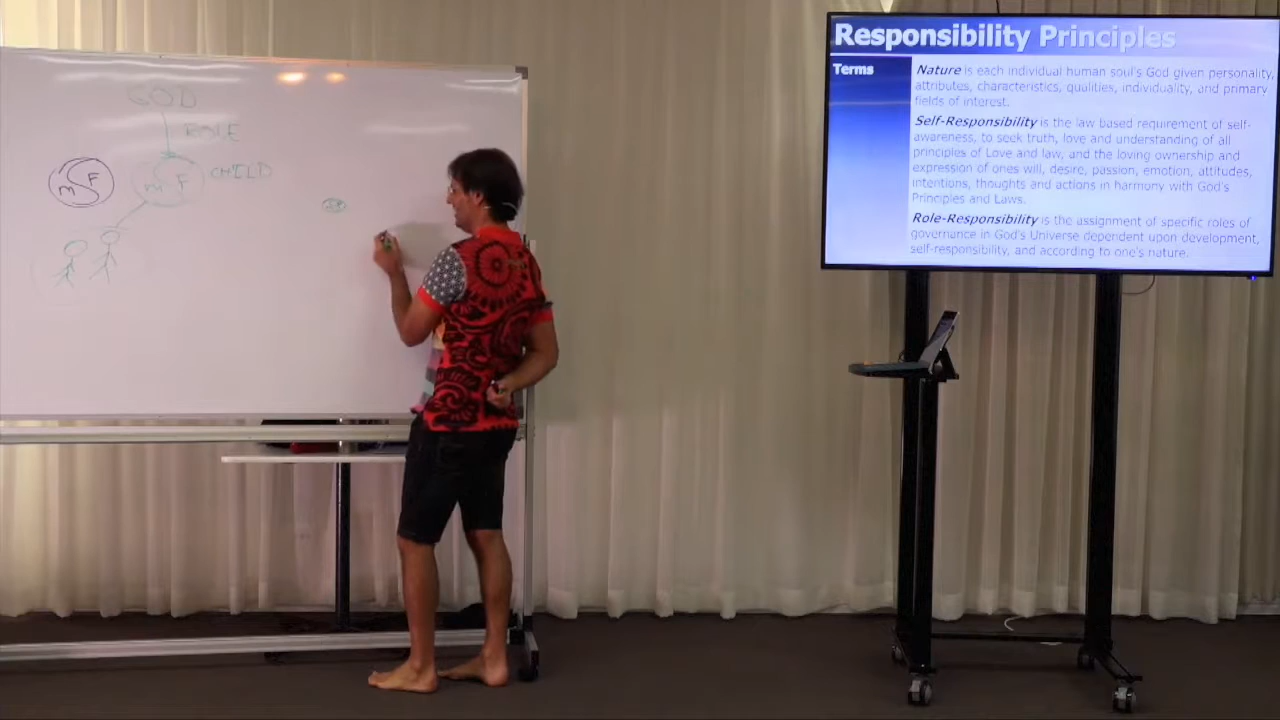 GOD
ROLE
M F
M F
CHILD
Responsibility Principles
Terms
Nature is each individual human soul's God given personality,
attributes, characteristics, qualities, individuality, and primary
fields of interest.
Self-Responsibility is the law based requirement of self-
awareness, to seek truth, love and understanding of all
principles of Love and law, and the loving ownership and
expression of ones will, desire, passion, emotion, attitudes,
intentions, thoughts and actions in harmony with God's
Principles and Laws.
Role-Responsibility is the assignment of specific roles of
governance in God's Universe dependent upon development,
self-responsibility, and according to one's nature.